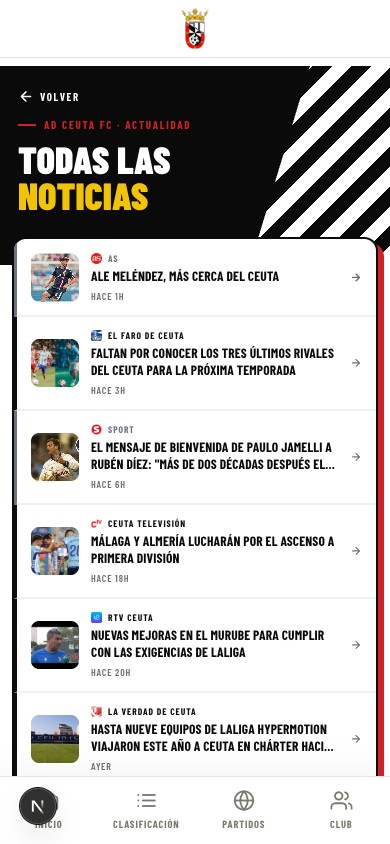 VOLVER
AD CEUTA FC · ACTUALIDAD
TODAS LAS
NOTICIAS
as AS
ALE MELÉNDEZ, MÁS CERCA DEL CEUTA
HACE 1H
EL FARO DE CEUTA
FALTAN POR CONOCER LOS TRES ÚLTIMOS RIVALES
DEL CEUTA PARA LA PRÓXIMA TEMPORADA
HACE 3H
S SPORT
EL MENSAJE DE BIENVENIDA DE PAULO JAMELLI A
RUBÉN DÍEZ: "MÁS DE DOS DÉCADAS DESPUÉS EL...
HACE 6H
CEUTA TELEVISIÓN
MÁLAGA Y ALMERÍA LUCHARÁN POR EL ASCENSO A
PRIMERA DIVISIÓN
HACE 18H
RTV CEUTA
NUEVAS MEJORAS EN EL MURUBE PARA CUMPLIR
CON LAS EXIGENCIAS DE LALIGA
HACE 20H
LA VERDAD DE CEUTA
HASTA NUEVE EQUIPOS DE LALIGA HYPERMOTION
VIAJARON ESTE AÑO A CEUTA EN CHÁRTER HACI...
AYER
N
INICIO CLASIFICACIÓN PARTIDOS CLUB